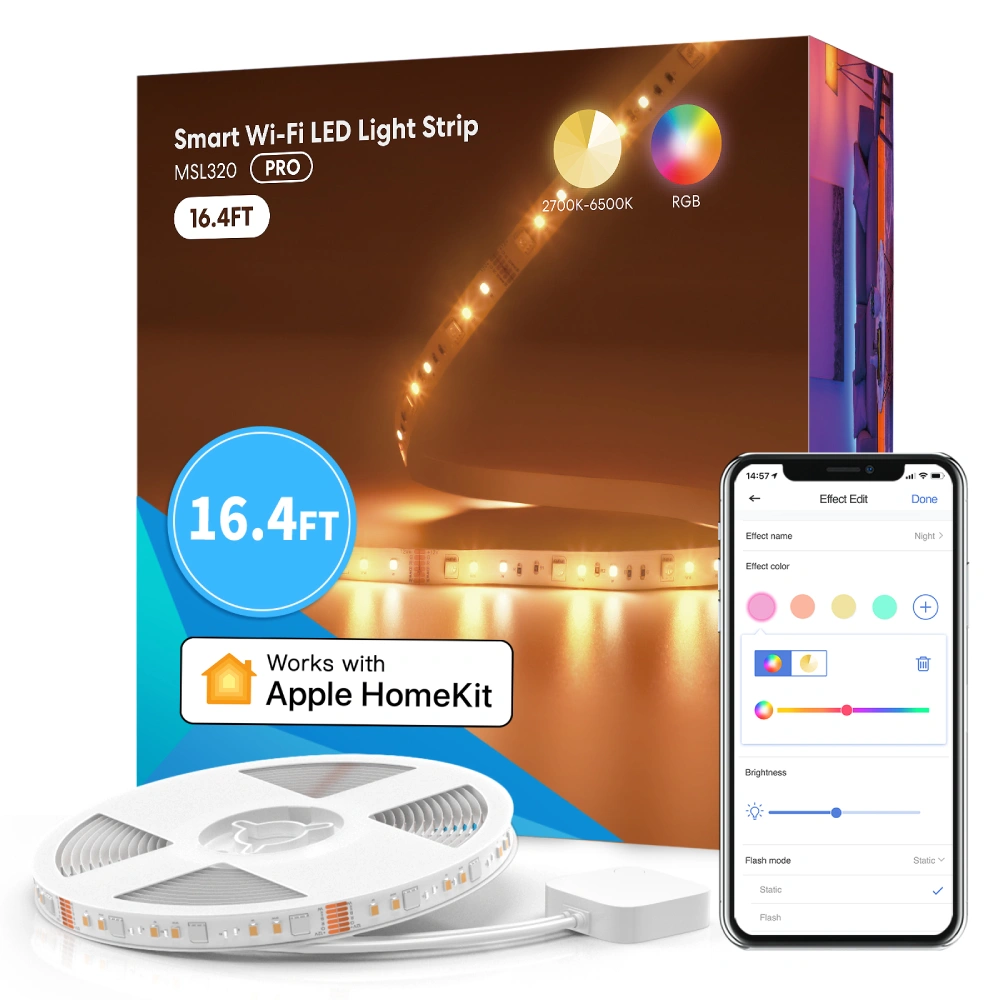 Smart Wi-Fi LED Light Strip
MSL320 PRO
16.4FT
2700K-6500K
RGB
16.4FT
Works with
Apple HomeKit
14:57
Effect Edit
Done
Effect name
Night
Effect color
Brightness
Flash mode
Static
Static
Flash